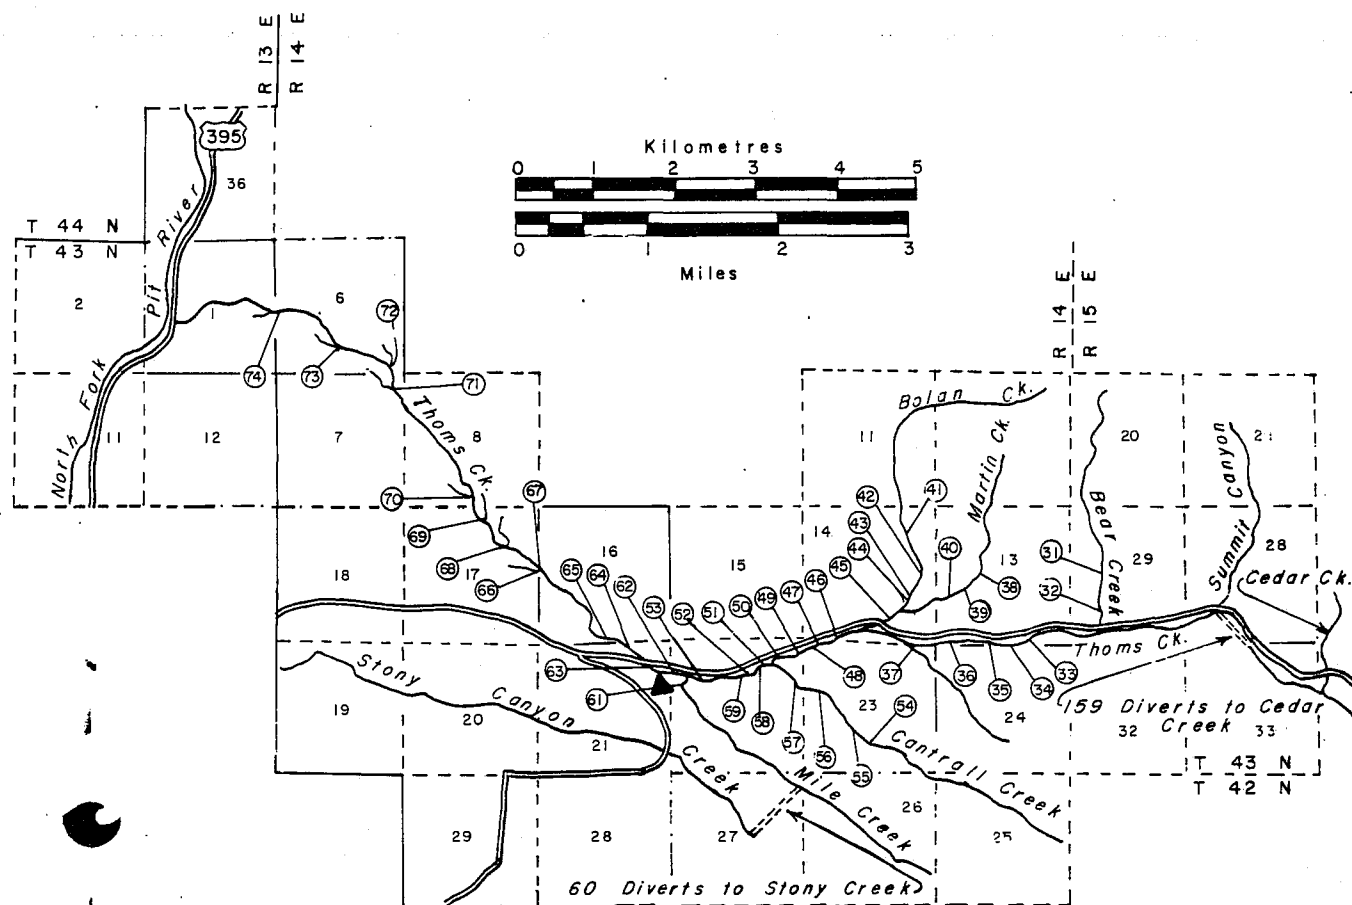 R 13 E
R 14 E
395
36
Kilometres
0 1 2 3 4 5
0 1 2 3
Miles
T 44 N
T 43 N
North Fork Pit River
2
1
6
72
74
73
71
11
12
7
8
Thoms Ck.
R 14 E
R 15 E
Bolan Ck.
11
Martin Ck.
20
21
Summit Canyon
Bear Creek
70
67
69
68
17
66
18
16
65
64
62
53
52
51
50
49
47
46
45
44
43
42
41
14
15
40
13
38
39
31
32
29
28
Cedar Ck.
Thoms Ck.
63
61
59
58
57
56
55
48
37
54
36
35
34
33
23
24
159 Diverts to Cedar
Creek
32
33
Stony Canyon Creek
19
20
21
Mile Creek
Cantrall Creek
T 43 N
T 42 N
29
28
27
26
25
60 Diverts to Stony Creek